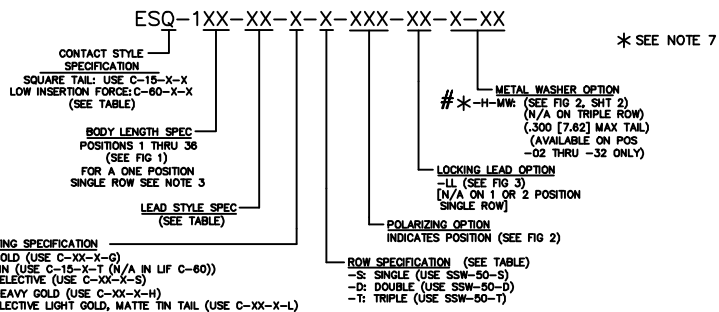 ESQ-1XX-XX-X-X-XXX-XX-X-XX
* SEE NOTE 7
CONTACT STYLE
SPECIFICATION
SQUARE TAIL: USE C-15-X-X
LOW INSERTION FORCE: C-60-X-X
(SEE TABLE)
BODY LENGTH SPEC
POSITIONS 1 THRU 36
(SEE FIG 1)
FOR A ONE POSITION
SINGLE ROW SEE NOTE 3
LEAD STYLE SPEC
(SEE TABLE)
ING SPECIFICATION
OLD (USE C-XX-X-G)
IN (USE C-15-X-T (N/A IN LIF C-60))
ELECTIVE (USE C-XX-X-S)
EAVY GOLD (USE C-XX-X-H)
LECTIVE LIGHT GOLD, MATTE TIN TAIL (USE C-XX-X-L)
METAL WASHER OPTION
#*-H-MW: (SEE FIG 2, SHT 2)
(N/A ON TRIPLE ROW)
(.300 [7.62] MAX TAIL)
(AVAILABLE ON POS
-02 THRU -32 ONLY)
LOCKING LEAD OPTION
-LL (SEE FIG 3)
[N/A ON 1 OR 2 POSITION
SINGLE ROW]
POLARIZING OPTION
INDICATES POSITION (SEE FIG 2)
ROW SPECIFICATION (SEE TABLE)
-S: SINGLE (USE SSW-50-S)
-D: DOUBLE (USE SSW-50-D)
-T: TRIPLE (USE SSW-50-T)